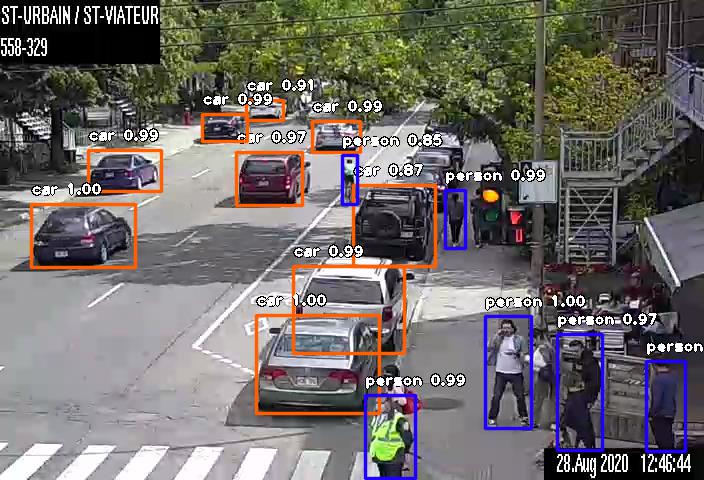 ST-URBAIN / ST-VIATEUR
558-329
car 0.91
car 0.99
car 0.99
car 0.99
car 0.97
person 0.85
car 0.87
person 0.99
car 1.00
car 0.99
car 1.00
person 1.00
person 0.97
person
person 0.99
28.Aug 2020 12:46:44